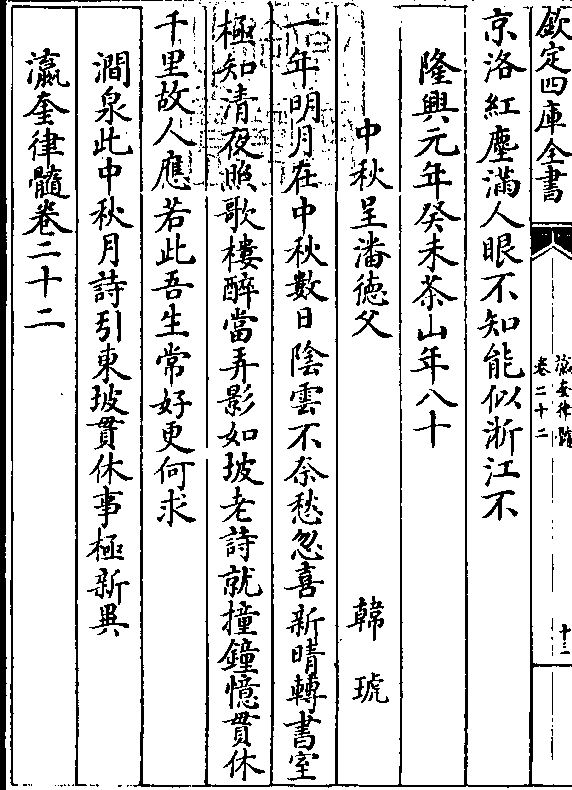 欽定四庫全書
瀛奎律髓
卷二十二
十二
京洛紅塵滿人眼不知能似浙江不
隆興元年癸未茶山年八十
中秋呈潘德父
韓琥
一年明月在中秋數日陰雲不奈愁忽喜新晴轉書室
極知清夜照歌樓醉當弄影如坡老詩就撞鐘憶貫休
千里故人應若此吾生常好更何求
澗泉此中秋月詩引東坡貫休事極新異
瀛奎律髓卷二十二